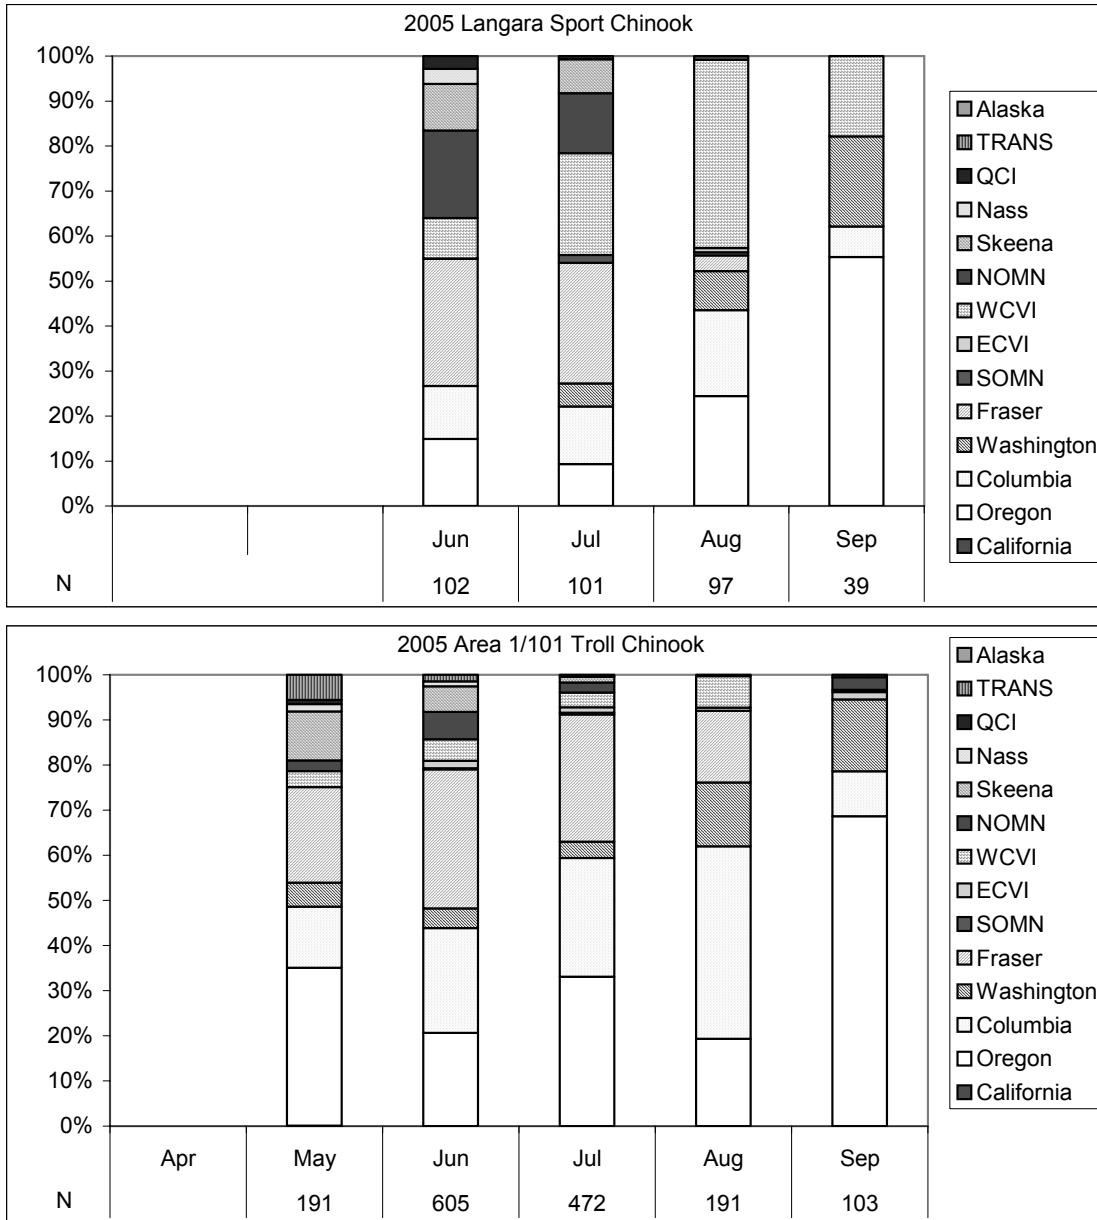 2005 Langara Sport Chinook
100%
90%
80%
70%
60%
50%
40%
30%
20%
10%
0%
Jun Jul Aug Sep
N 102 101 97 39
Alaska
TRANS
QCI
Nass
Skeena
NOMN
WCVI
ECVI
SOMN
Fraser
Washington
Columbia
Oregon
California
2005 Area 1/101 Troll Chinook
100%
90%
80%
70%
60%
50%
40%
30%
20%
10%
0%
Apr May Jun Jul Aug Sep
N 191 605 472 191 103
Alaska
TRANS
QCI
Nass
Skeena
NOMN
WCVI
ECVI
SOMN
Fraser
Washington
Columbia
Oregon
California